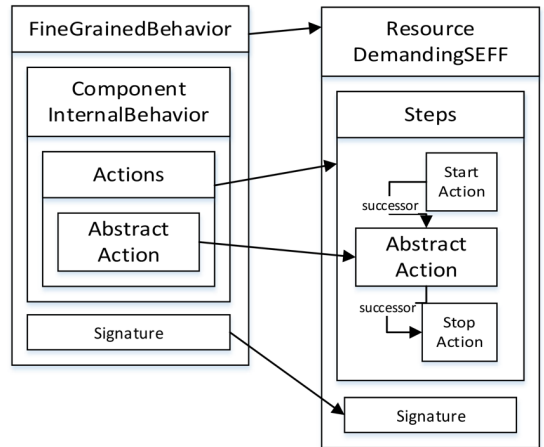 FineGrainedBehavior
Component
InternalBehavior
Actions
Abstract
Action
Signature
Resource
DemandingSEFF
Steps
Start
Action
successor
Abstract
Action
successor
Stop
Action
Signature